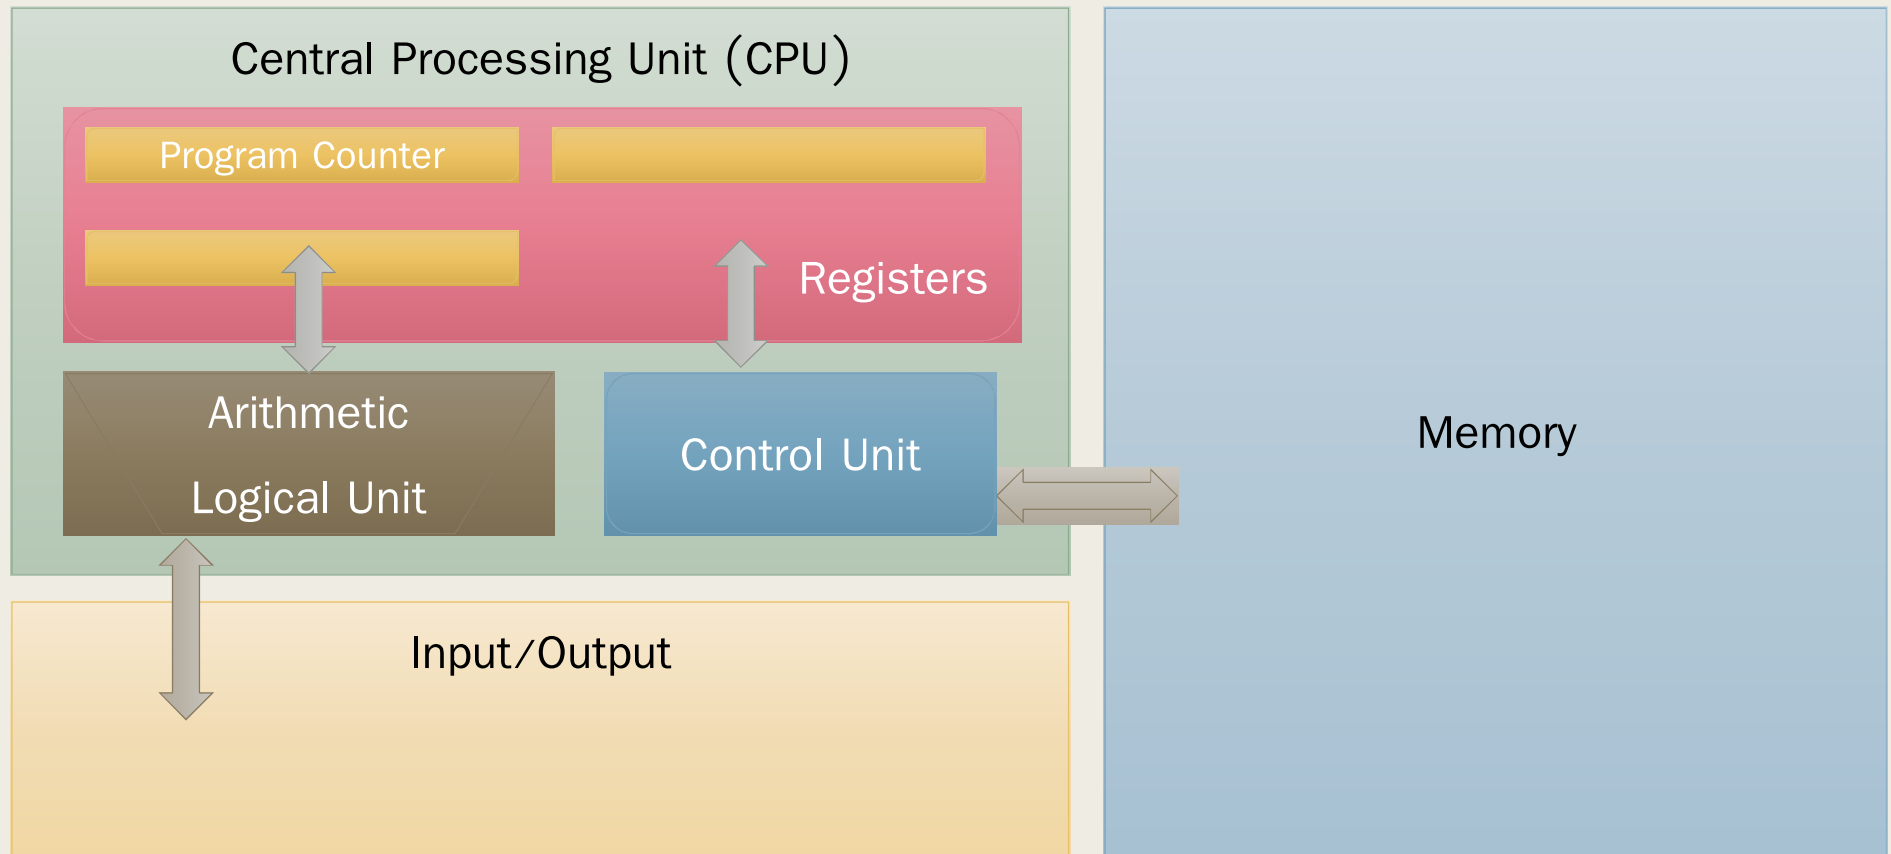 Central Processing Unit (CPU)
Program Counter
Registers
Arithmetic
Logical Unit
Control Unit
Memory
Input/Output